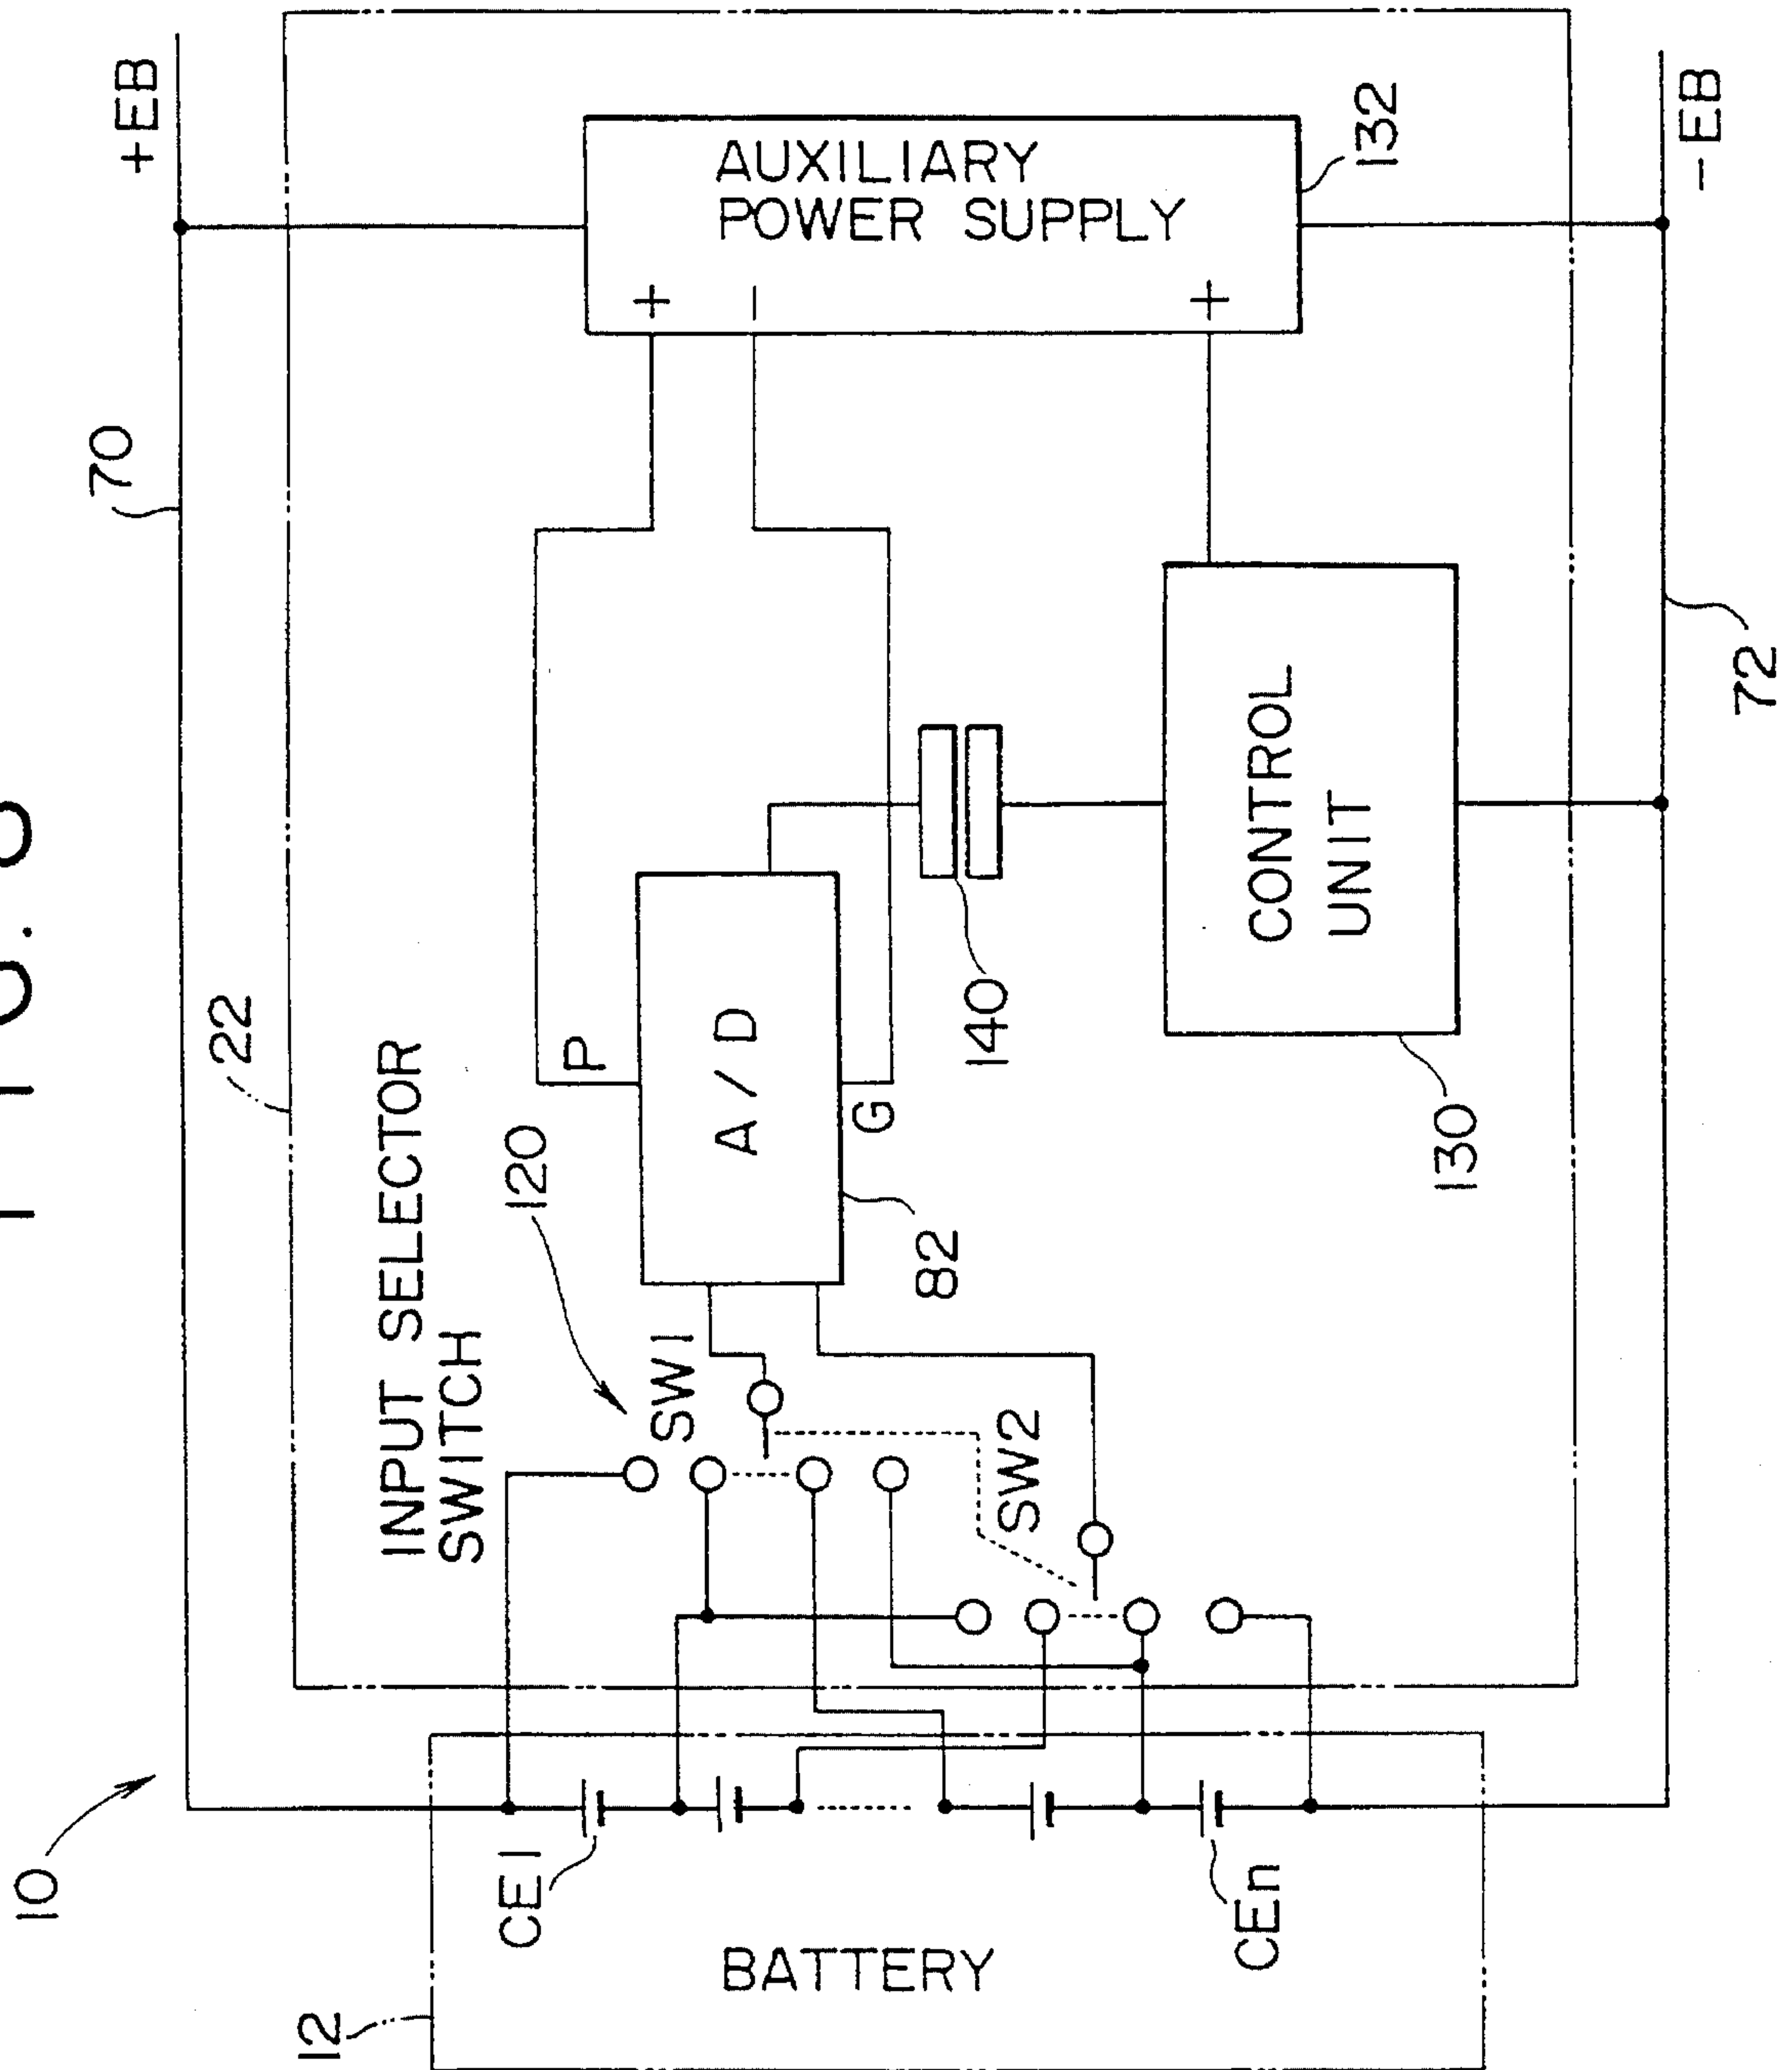 10
70
+EB
22
INPUT SELECTOR
SWITCH
120
SW1
P
A/D
G
82
SW2
140
AUXILIARY
POWER SUPPLY
+
−
+
132
CONTROL
UNIT
130
12
CE1
BATTERY
CEn
72
−EB